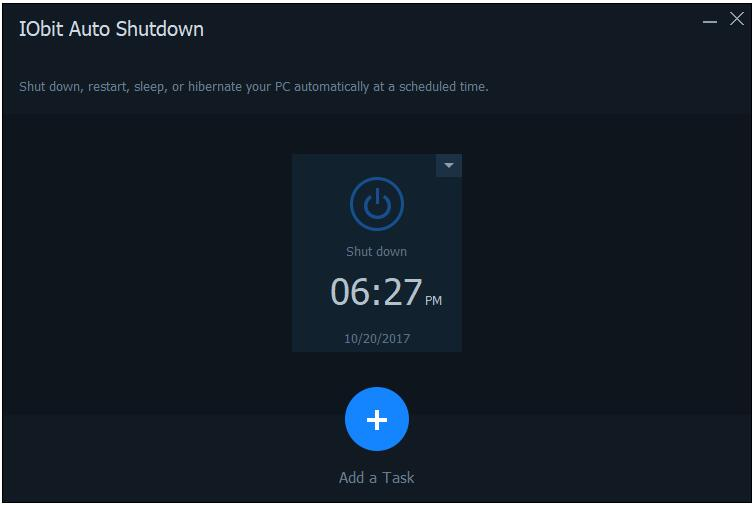 IObit Auto Shutdown
Shut down, restart, sleep, or hibernate your PC automatically at a scheduled time.
Shut down
06:27 PM
10/20/2017
Add a Task